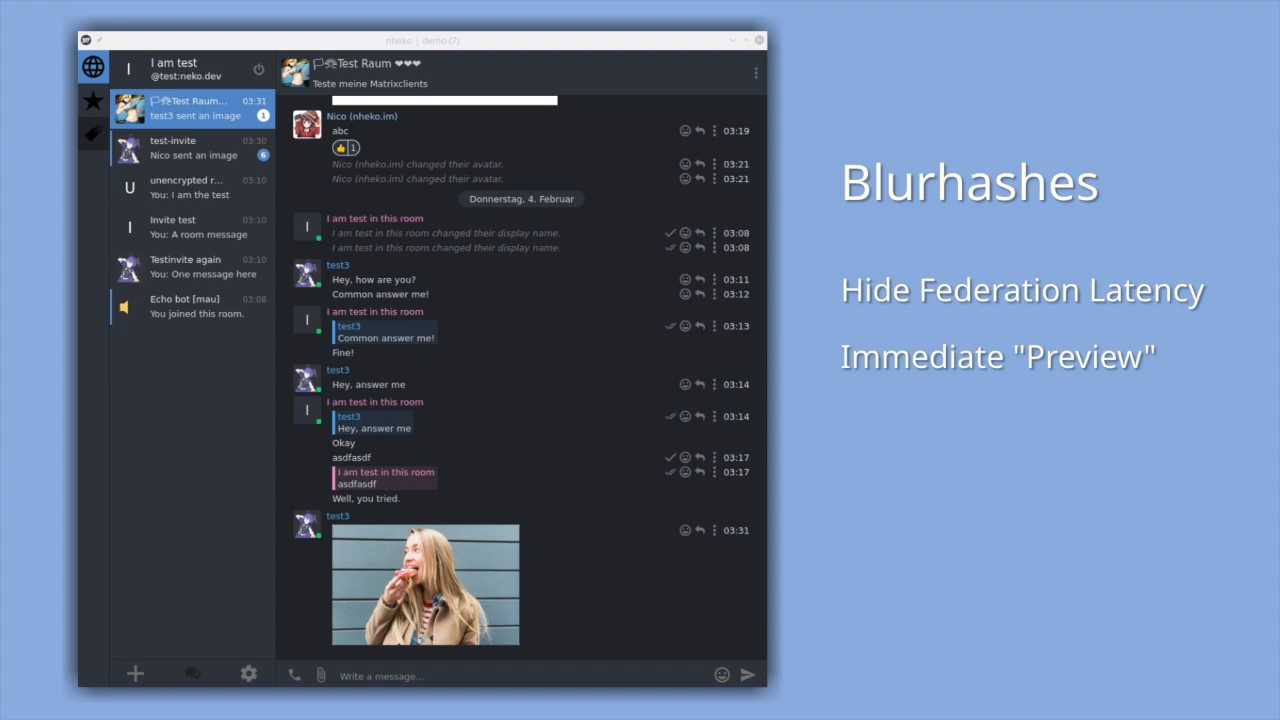 nheko | demo (7)
I am test
@test:neko.dev
Test Raum... 03:31
test3 sent an image 1
test-invite 03:30
Nico sent an image 6
U unencrypted r... 03:10
You: I am the test
I Invite test 03:10
You: A room message
Testinvite again 03:10
You: One message here
Echo bot [mau] 03:08
You joined this room.
Test Raum ❤❤❤
Teste meine Matrixclients
Nico (nheko.im)
abc 03:19
👍 1
Nico (nheko.im) changed their avatar. 03:21
Nico (nheko.im) changed their avatar. 03:21
Donnerstag, 4. Februar
I am test in this room
I am test in this room changed their display name. 03:08
I am test in this room changed their display name. 03:08
test3
Hey, how are you? 03:11
Common answer me! 03:12
I am test in this room
test3 03:13
Common answer me!
Fine!
test3
Hey, answer me 03:14
I am test in this room
test3 03:14
Hey, answer me
Okay
asdfasdf 03:17
I am test in this room 03:17
asdfasdf
Well, you tried.
test3
03:31
Write a message...
Blurhashes
Hide Federation Latency
Immediate "Preview"